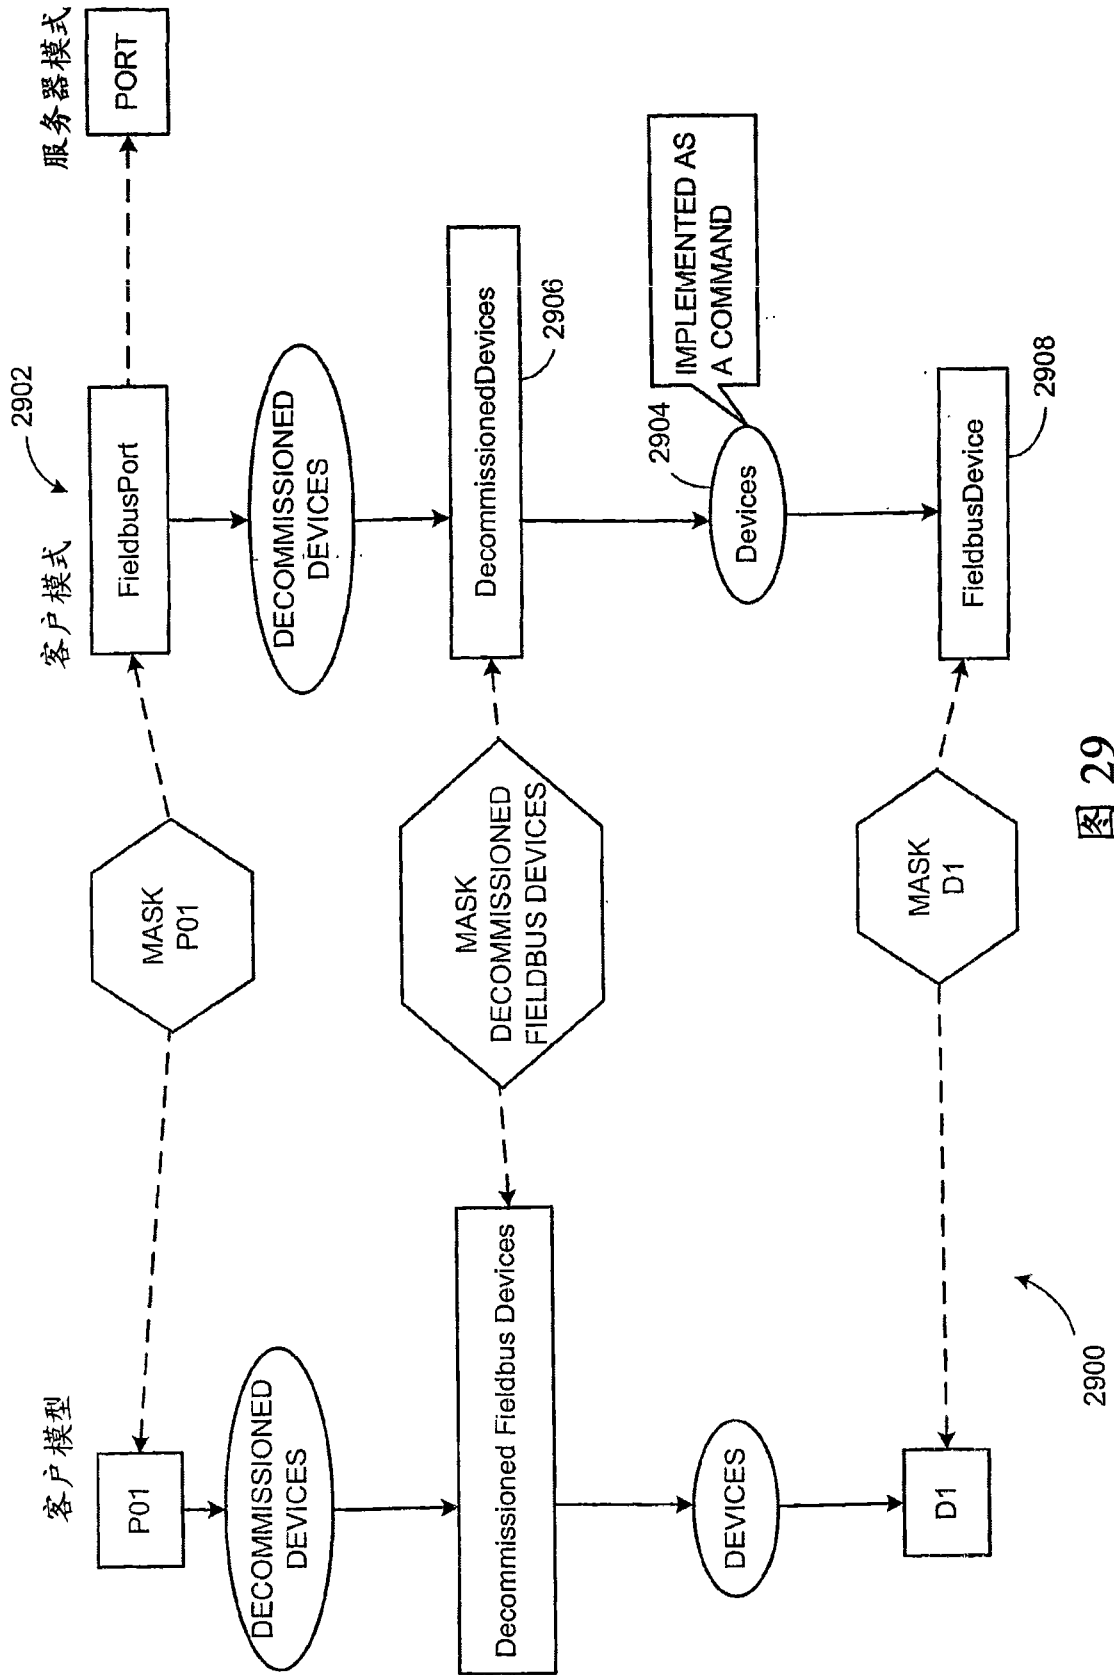 客户模型
客户模式
服务器模式
2902
P01
MASK
P01
FieldbusPort
PORT
DECOMMISSIONED
DEVICES
DECOMMISSIONED
DEVICES
Decommissioned Fieldbus Devices
MASK
DECOMMISSIONED
FIELDBUS DEVICES
DecommissionedDevices
2906
DEVICES
2904
Devices
IMPLEMENTED AS
A COMMAND
D1
MASK
D1
FieldbusDevice
2908
2900
图 29